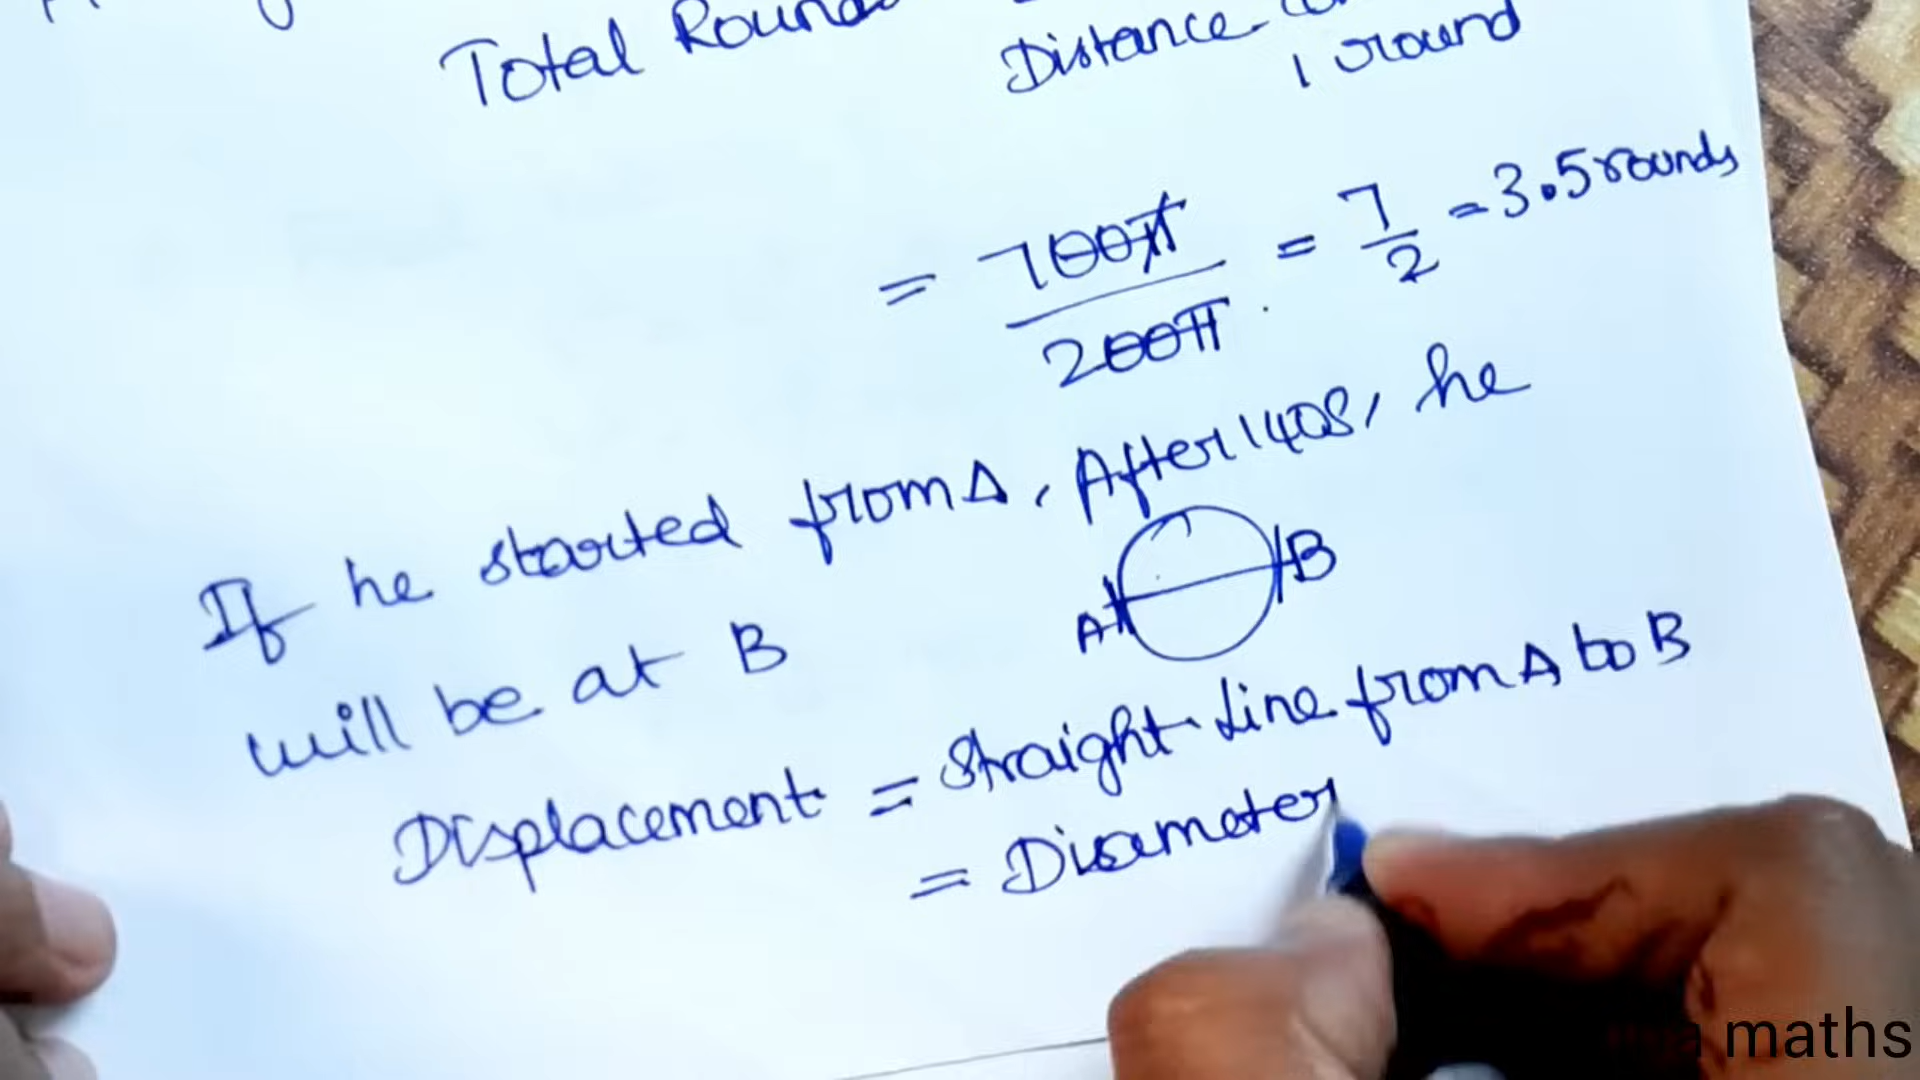 Total Round
Distance
1 round
= 700π / 200π = 7/2 = 3.5 rounds
If he started from A, After 140s, he
will be at B
A B
Displacement = Straight Line from A to B
= Diameter
maths